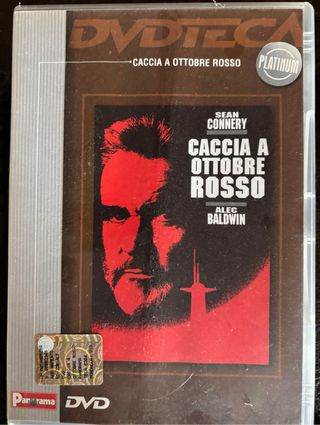 DVDTECA
CACCIA A OTTOBRE ROSSO
PLATINUM
SEAN
CONNERY
CACCIA A
OTTOBRE
ROSSO
ALEC
BALDWIN
Panorama
DVD